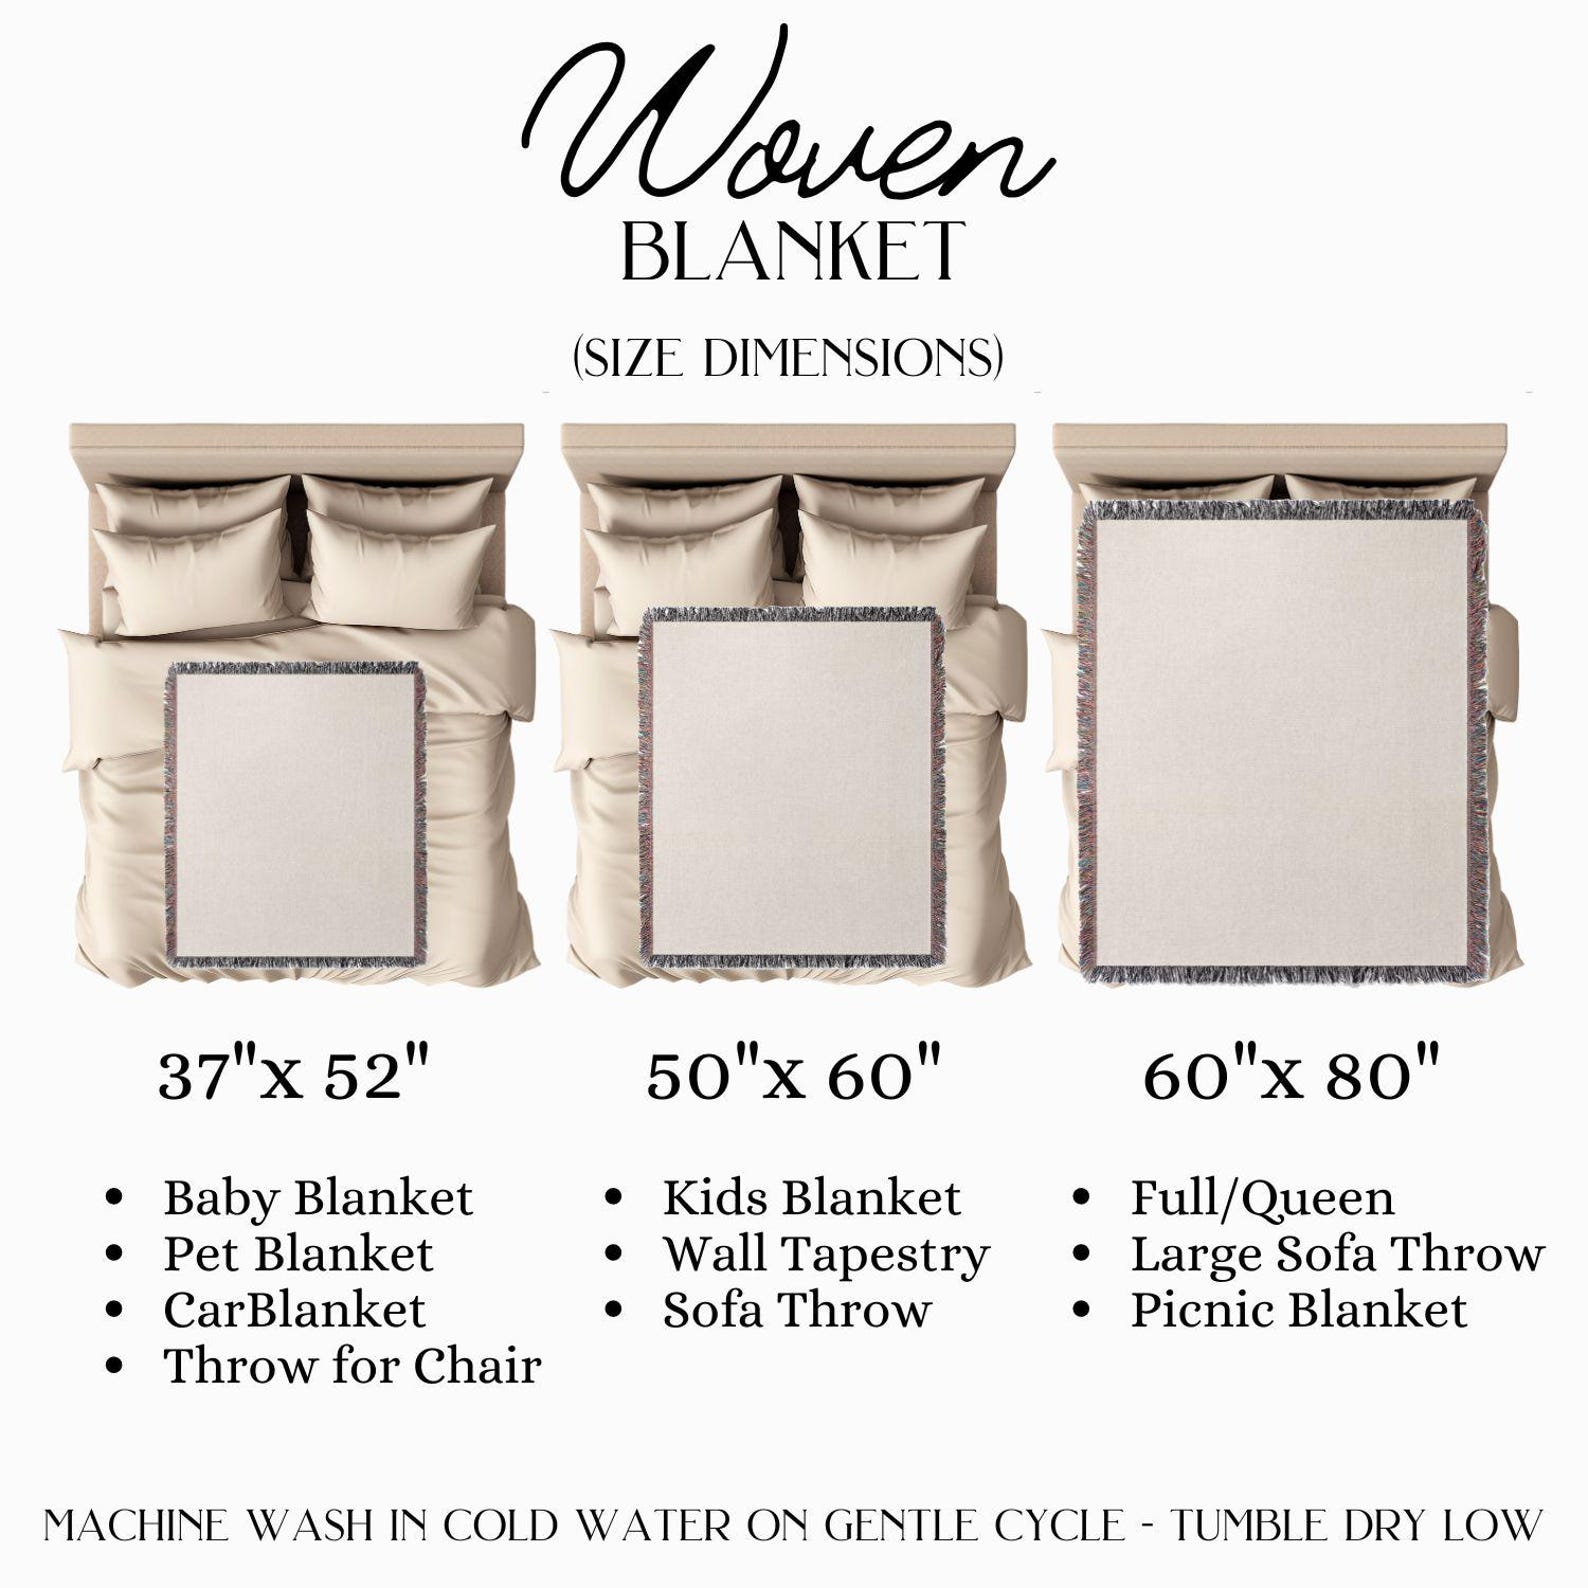 Woven
BLANKET
(SIZE DIMENSIONS)
37"x 52"
• Baby Blanket
• Pet Blanket
• CarBlanket
• Throw for Chair
50"x 60"
• Kids Blanket
• Wall Tapestry
• Sofa Throw
60"x 80"
• Full/Queen
• Large Sofa Throw
• Picnic Blanket
MACHINE WASH IN COLD WATER ON GENTLE CYCLE - TUMBLE DRY LOW